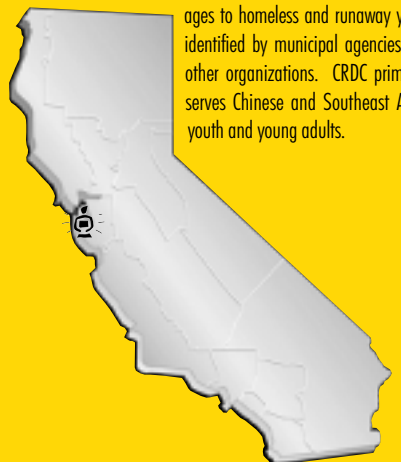 ages to homeless and runaway y
identified by municipal agencies
other organizations. CRDC prim
serves Chinese and Southeast A
youth and young adults.